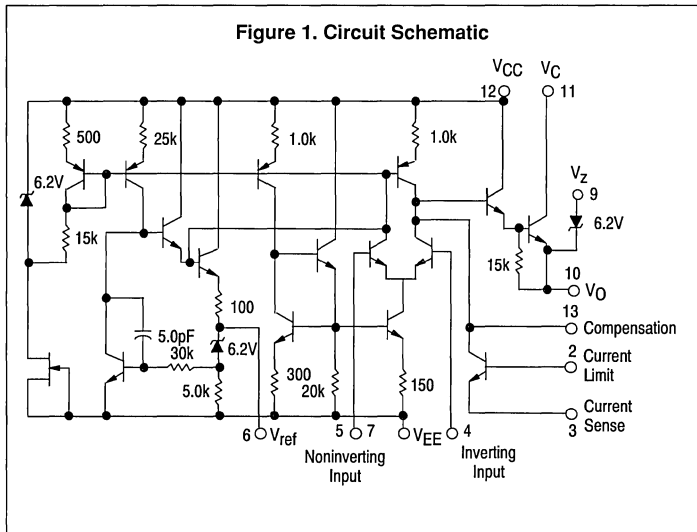 Figure 1. Circuit Schematic
VCC
VC
12
11
500
25k
1.0k
1.0k
6.2V
VZ
9
6.2V
15k
15k
10
VO
100
13
Compensation
5.0pF
6.2V
30k
2
Current
Limit
5.0k
300
20k
150
3
Current
Sense
6
Vref
5
7
VEE
4
Noninverting
Input
Inverting
Input